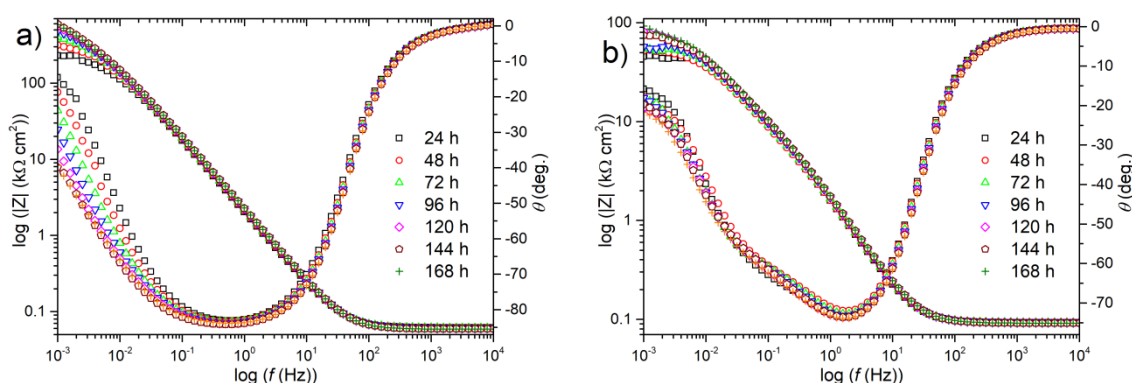 a)
log (|Z| (kΩ cm²))
100
10
1
0.1
0
-10
-20
-30
-40
-50
-60
-70
-80
θ (deg.)
24 h
48 h
72 h
96 h
120 h
144 h
168 h
10⁻³ 10⁻² 10⁻¹ 10⁰ 10¹ 10² 10³ 10⁴
log (f (Hz))
b)
log (|Z| (kΩ cm²))
100
10
1
0.1
0
-10
-20
-30
-40
-50
-60
-70
θ (deg.)
24 h
48 h
72 h
96 h
120 h
144 h
168 h
10⁻³ 10⁻² 10⁻¹ 10⁰ 10¹ 10² 10³ 10⁴
log (f (Hz))